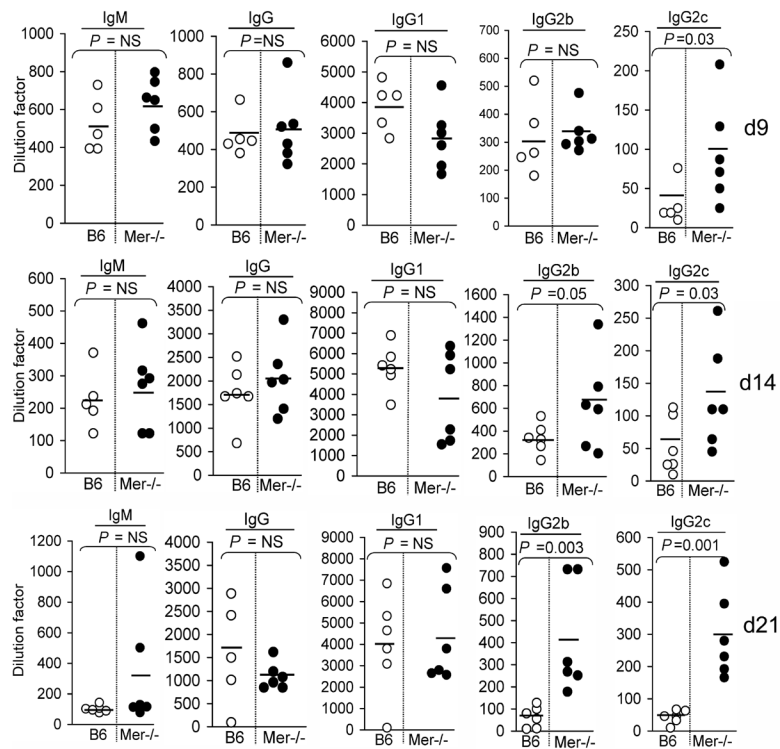 IgM IgG IgG1 IgG2b IgG2c
P = NS P =NS P = NS P = NS P =0.03
Dilution factor
1000 1000 6000 700 250
800 800 5000 600 200
600 600 4000 500 150
400 400 3000 400 100
200 200 2000 300 50
0 0 1000 200 0
0 100
0
d9
B6 Mer-/- B6 Mer-/- B6 Mer-/- B6 Mer-/- B6 Mer-/-
IgM IgG IgG1 IgG2b IgG2c
P = NS P = NS P = NS P =0.05 P = 0.03
Dilution factor
600 4000 9000 1600 300
500 3500 8000 1400 250
400 3000 7000 1200 200
300 2500 6000 1000 150
200 2000 5000 800 100
100 1500 4000 600 50
0 1000 3000 400 0
500 2000 200
0 1000 0
0
d14
B6 Mer-/- B6 Mer-/- B6 Mer-/- B6 Mer-/- B6 Mer-/-
IgM IgG IgG1 IgG2b IgG2c
P = NS P = NS P = NS P =0.003 P =0.001
Dilution factor
1200 4000 9000 900 600
1000 3500 8000 800 500
800 3000 7000 700 400
600 2500 6000 600 300
400 2000 5000 500 200
200 1500 4000 400 100
0 1000 3000 300 0
500 2000 200
0 1000 100
0 0
d21
B6 Mer-/- B6 Mer-/- B6 Mer-/- B6 Mer-/- B6 Mer-/-